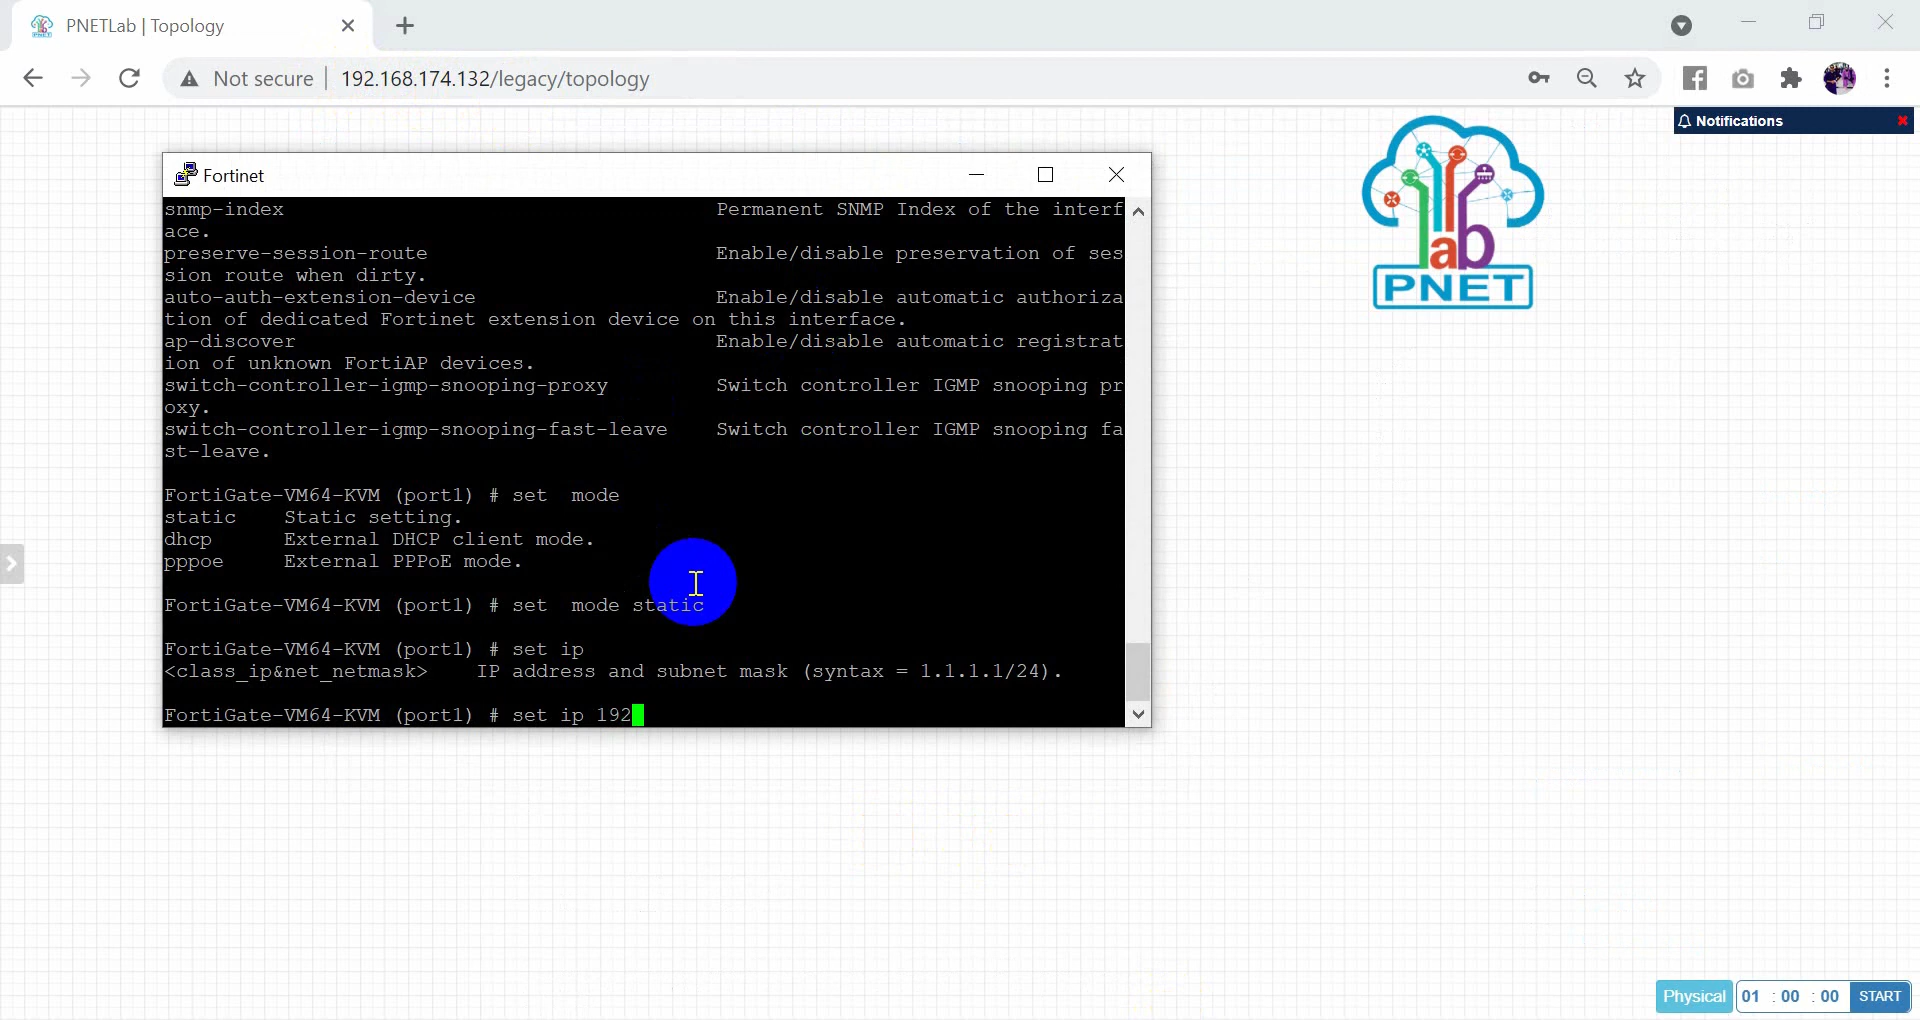 PNETLab | Topology
Not secure
192.168.174.132/legacy/topology
Notifications
Fortinet
snmp-index Permanent SNMP Index of the interf
ace.
preserve-session-route Enable/disable preservation of ses
sion route when dirty.
auto-auth-extension-device Enable/disable automatic authoriza
tion of dedicated Fortinet extension device on this interface.
ap-discover Enable/disable automatic registrat
ion of unknown FortiAP devices.
switch-controller-igmp-snooping-proxy Switch controller IGMP snooping pr
oxy.
switch-controller-igmp-snooping-fast-leave Switch controller IGMP snooping fa
st-leave.
FortiGate-VM64-KVM (port1) # set  mode
static Static setting.
dhcp External DHCP client mode.
pppoe External PPPoE mode.
FortiGate-VM64-KVM (port1) # set  mode static
FortiGate-VM64-KVM (port1) # set ip
<class_ip&net_netmask> IP address and subnet mask (syntax = 1.1.1.1/24).
FortiGate-VM64-KVM (port1) # set ip 192
lab
PNET
Physical 01 : 00 : 00 START